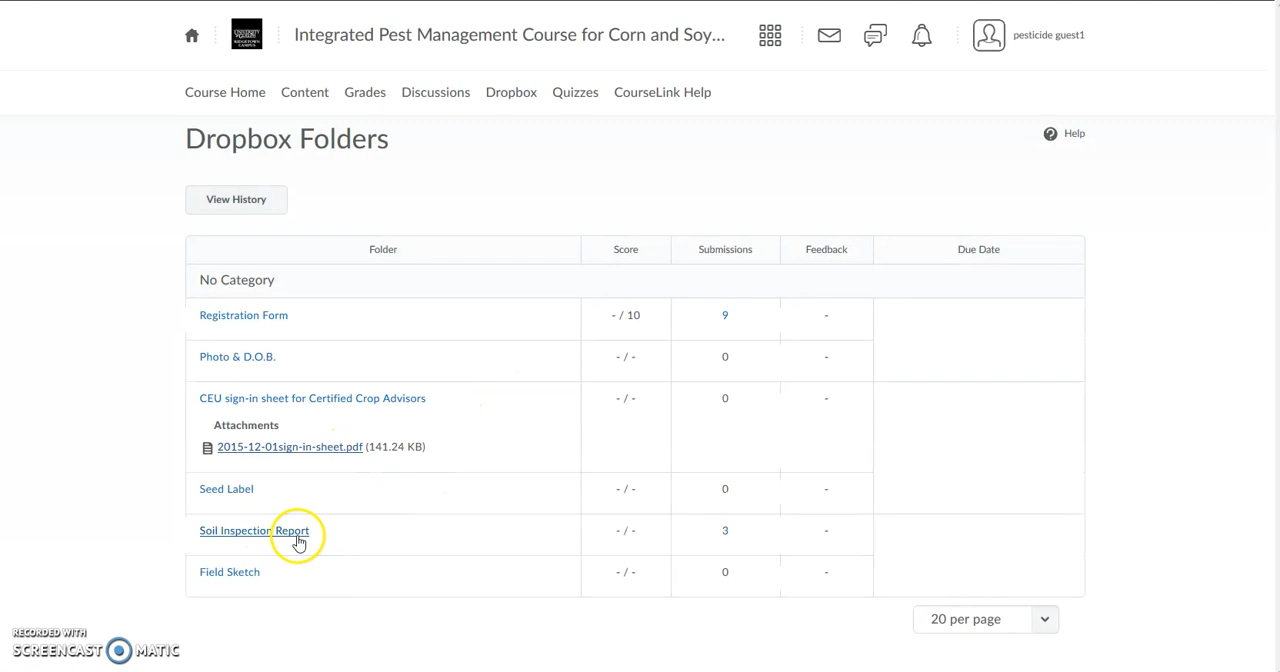 Integrated Pest Management Course for Corn and Soy...
pesticide guest1
Course Home Content Grades Discussions Dropbox Quizzes CourseLink Help
Dropbox Folders
Help
View History
Folder Score Submissions Feedback Due Date
No Category
Registration Form - / 10 9 -
Photo & D.O.B. - / - 0 -
CEU sign-in sheet for Certified Crop Advisors - / - 0 -
Attachments
2015-12-01sign-in-sheet.pdf (141.24 KB)
Seed Label - / - 0 -
Soil Inspection Report - / - 3 -
Field Sketch - / - 0 -
20 per page
RECORDED WITH
SCREENCAST MATIC